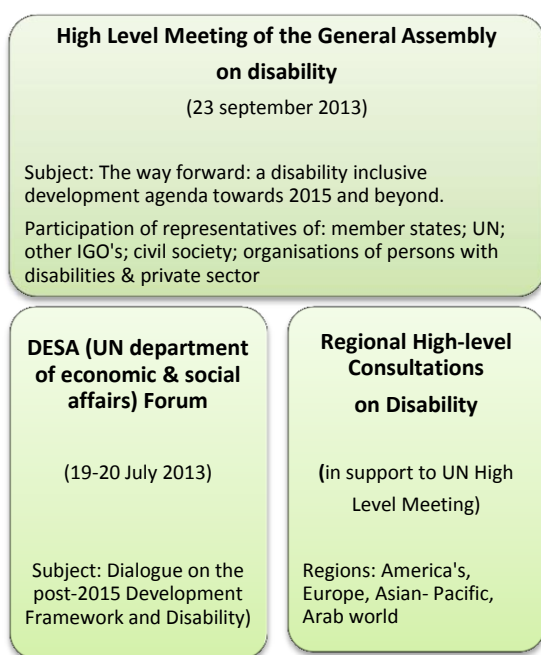 High Level Meeting of the General Assembly
on disability
(23 september 2013)
Subject: The way forward: a disability inclusive
development agenda towards 2015 and beyond.
Participation of representatives of: member states; UN;
other IGO's; civil society; organisations of persons with
disabilities & private sector
DESA (UN department
of economic & social
affairs) Forum
(19-20 July 2013)
Subject: Dialogue on the
post-2015 Development
Framework and Disability)
Regional High-level
Consultations
on Disability
(in support to UN High
Level Meeting)
Regions: America's,
Europe, Asian- Pacific,
Arab world